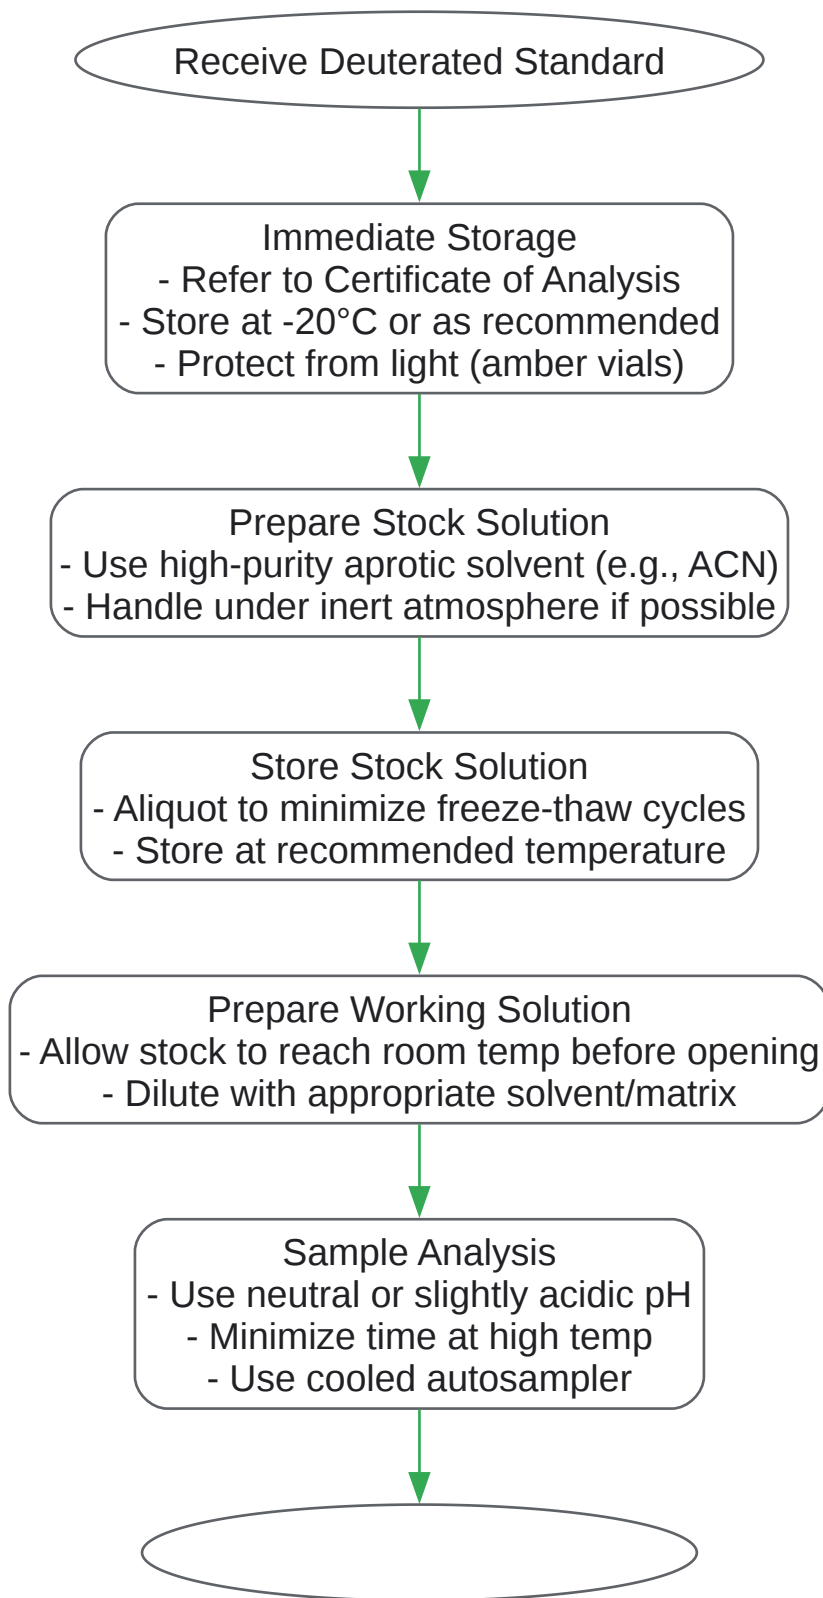 Receive Deuterated Standard
Immediate Storage
- Refer to Certificate of Analysis
- Store at -20°C or as recommended
- Protect from light (amber vials)
Prepare Stock Solution
- Use high-purity aprotic solvent (e.g., ACN)
- Handle under inert atmosphere if possible
Store Stock Solution
- Aliquot to minimize freeze-thaw cycles
- Store at recommended temperature
Prepare Working Solution
- Allow stock to reach room temp before opening
- Dilute with appropriate solvent/matrix
Sample Analysis
- Use neutral or slightly acidic pH
- Minimize time at high temp
- Use cooled autosampler